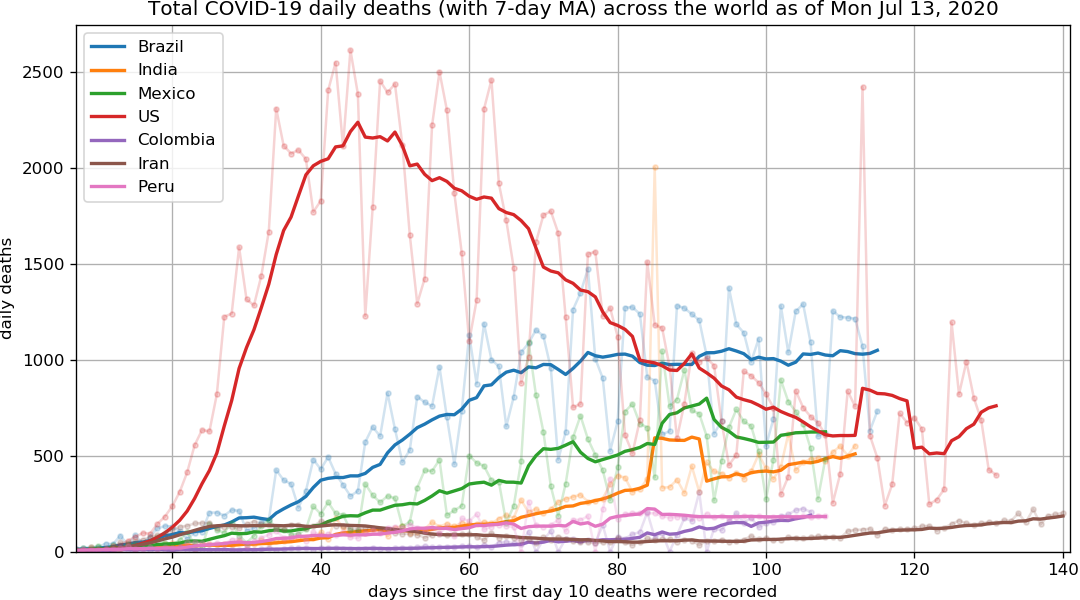 Total COVID-19 daily deaths (with 7-day MA) across the world as of Mon Jul 13, 2020
Brazil
India
Mexico
US
Colombia
Iran
Peru
daily deaths
2500
2000
1500
1000
500
0
20 40 60 80 100 120 140
days since the first day 10 deaths were recorded